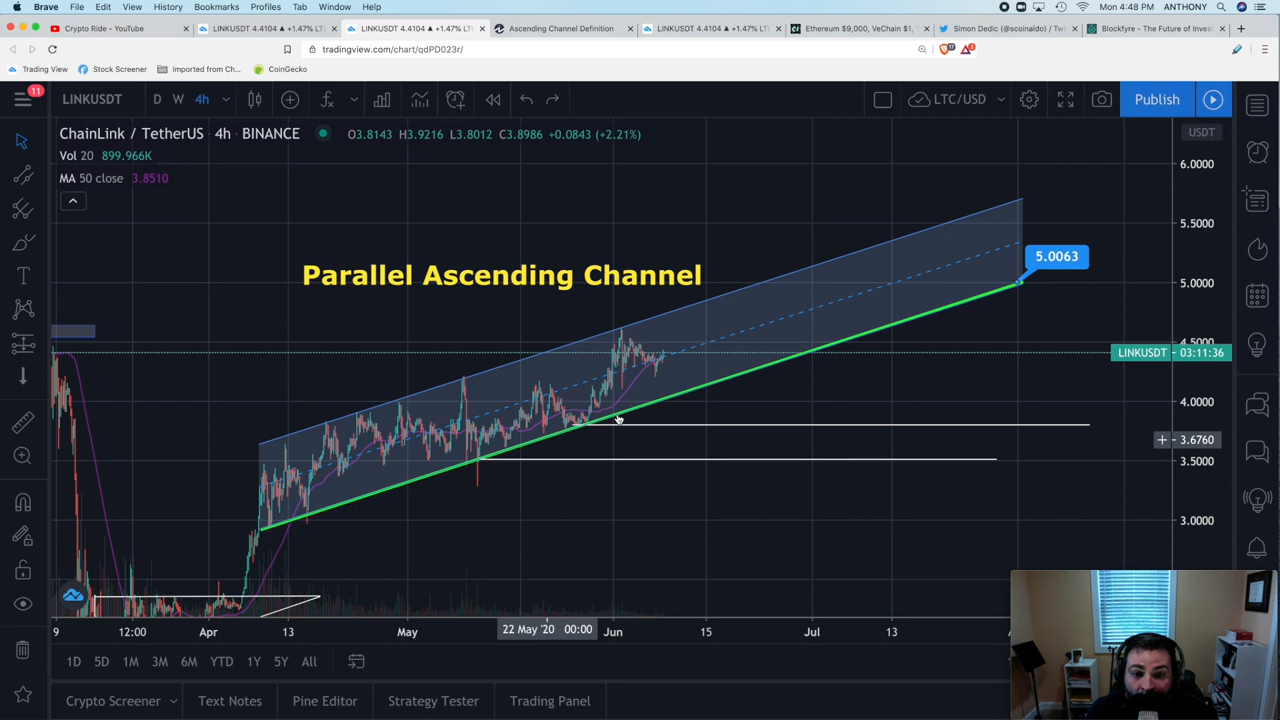 Brave File Edit View History Bookmarks Profiles Tab Window Help Mon 4:48 PM ANTHONY
Crypto Ride - YouTube LINKUSDT 4.4104 ▲ +1.47% LINKUSDT 4.4104 ▲ +1.47% LINK Ascending Channel Definition LINKUSDT 4.4104 ▲ +1.47% LINK Ethereum $9,000, VeChain $1, Simon Dedic (@scoinaldo) / Tw Blockfyre - The Future of Invest
tradingview.com/chart/qdPD023r/
Trading View Stock Screener Imported from Ch... CoinGecko
11
LINKUSDT D W 4h LTC/USD Publish
ChainLink / TetherUS · 4h · BINANCE O3.8143 H3.9216 L3.8012 C3.8986 +0.0843 (+2.21%) USDT
Vol 20 899.966K
6.0000
MA 50 close 3.8510
5.5000
5.0063
Parallel Ascending Channel
5.0000
4.5000
LINKUSDT 03:11:36
4.0000
3.6760
3.5000
3.0000
9 12:00 Apr 13 May 22 May '20 00:00 Jun 15 Jul 13
1D 5D 1M 3M 6M YTD 1Y 5Y All
Crypto Screener Text Notes Pine Editor Strategy Tester Trading Panel